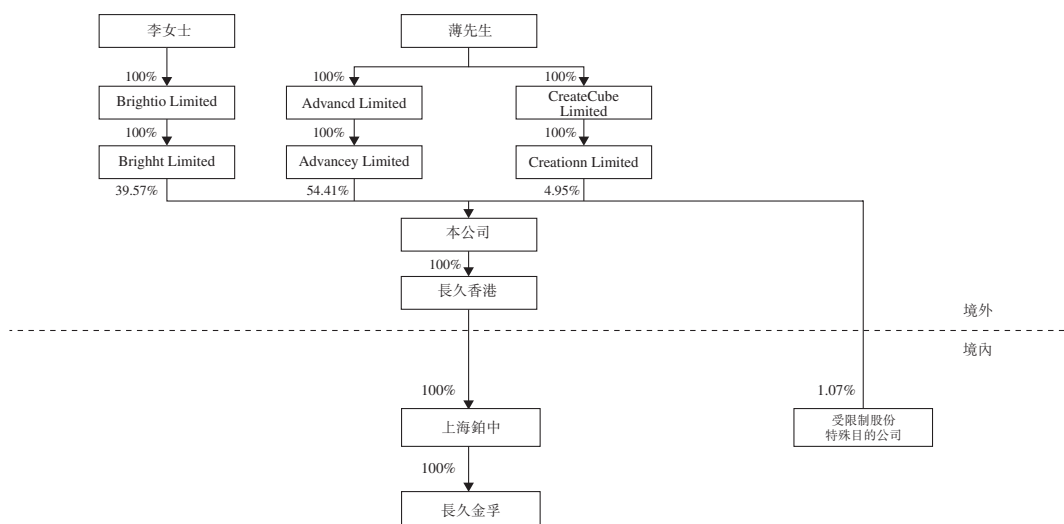 李女士
薄先生
100%
100%
100%
Brightio Limited
Advancd Limited
CreateCube
Limited
100%
100%
100%
Brighht Limited
Advancey Limited
Creationn Limited
39.57%
54.41%
4.95%
本公司
100%
長久香港
境外
境內
100%
1.07%
上海鉑中
受限制股份
特殊目的公司
100%
長久金孚